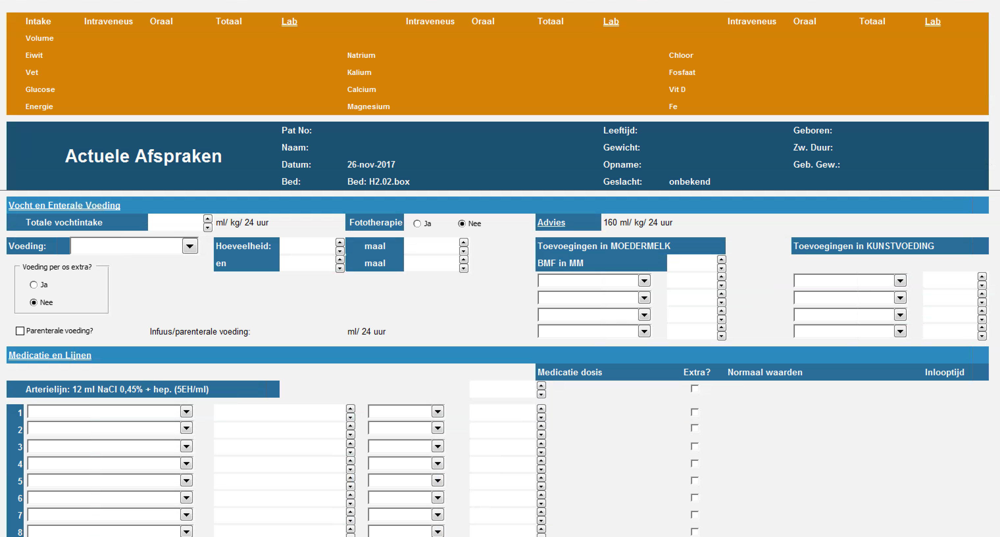 Intake Intraveneus Oraal Totaal Lab Intraveneus Oraal Totaal Lab Intraveneus Oraal Totaal Lab
Volume
Eiwit Natrium Chloor
Vet Kalium Fosfaat
Glucose Calcium Vit D
Energie Magnesium Fe
Actuele Afspraken
Pat No: Leeftijd: Geboren:
Naam: Gewicht: Zw. Duur:
Datum: 26-nov-2017 Opname: Geb. Gew.:
Bed: Bed: H2.02.box Geslacht: onbekend
Vocht en Enterale Voeding
Totale vochtintake ml/ kg/ 24 uur Fototherapie Ja Nee Advies 160 ml/ kg/ 24 uur
Voeding: Hoeveelheid: maal Toevoegingen in MOEDERMELK Toevoegingen in KUNSTVOEDING
en maal BMF in MM
Voeding per os extra?
Ja
Nee
Parenterale voeding? Infuus/parenterale voeding: ml/ 24 uur
Medicatie en Lijnen
Medicatie dosis Extra? Normaal waarden Inlooptijd
Arterielijn: 12 ml NaCl 0,45% + hep. (5EH/ml)
1
2
3
4
5
6
7
8